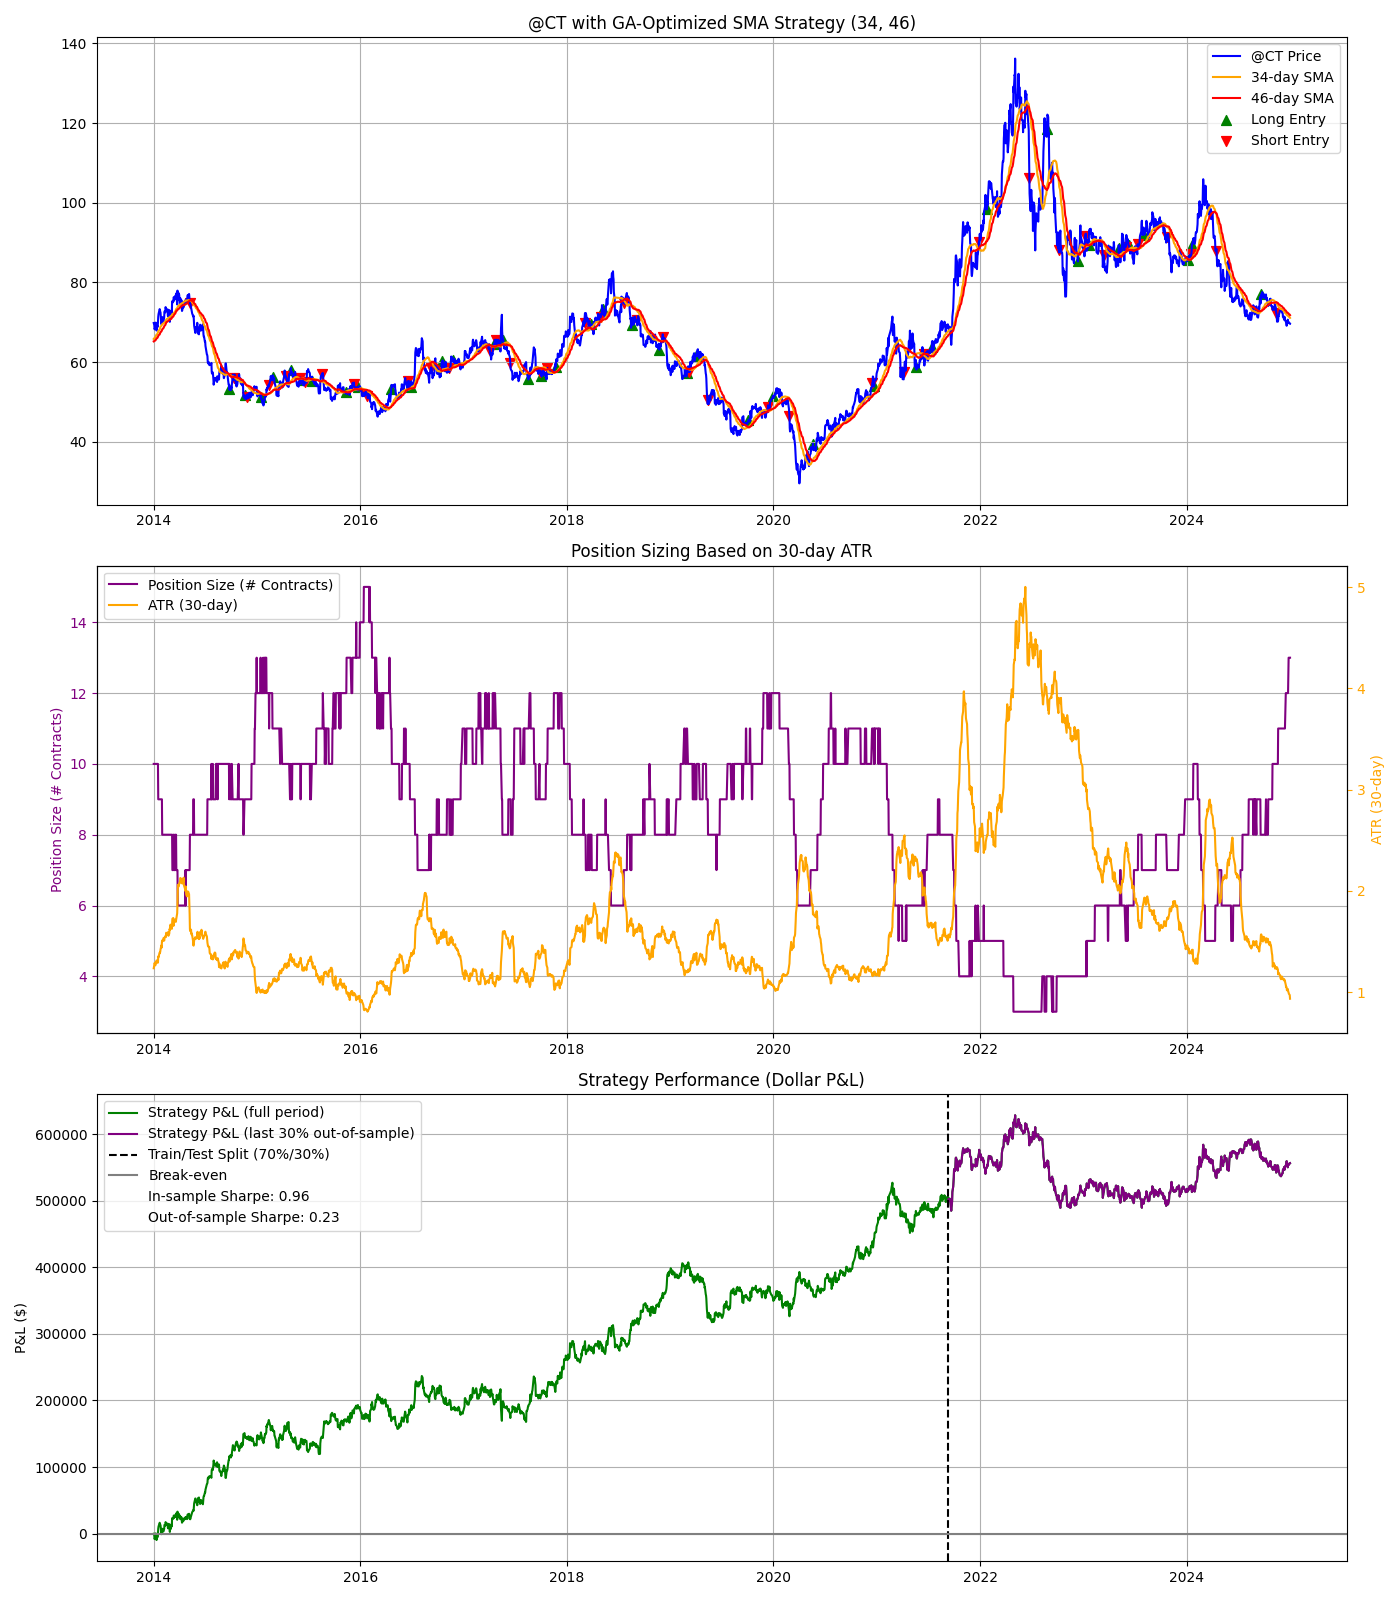 @CT with GA-Optimized SMA Strategy (34, 46)
140
120
100
80
60
40
@CT Price
34-day SMA
46-day SMA
Long Entry
Short Entry
2014 2016 2018 2020 2022 2024
Position Sizing Based on 30-day ATR
Position Size (# Contracts)
14
12
10
8
6
4
Position Size (# Contracts)
ATR (30-day)
5
4
3
2
1
ATR (30-day)
2014 2016 2018 2020 2022 2024
Strategy Performance (Dollar P&L)
P&L ($)
600000
500000
400000
300000
200000
100000
0
Strategy P&L (full period)
Strategy P&L (last 30% out-of-sample)
Train/Test Split (70%/30%)
Break-even
In-sample Sharpe: 0.96
Out-of-sample Sharpe: 0.23
2014 2016 2018 2020 2022 2024